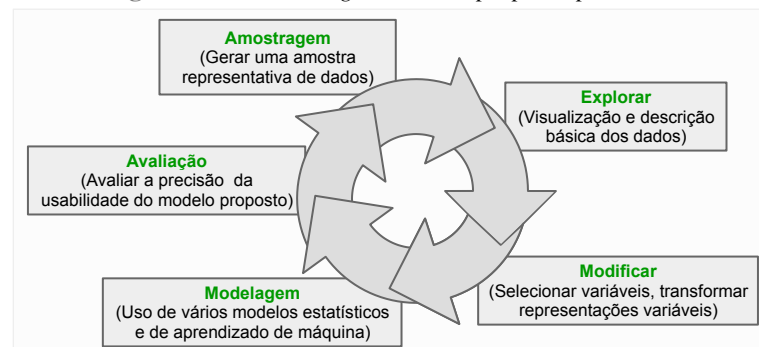 Amostragem
(Gerar uma amostra
representativa de dados)
Explorar
(Visualização e descrição
básica dos dados)
Avaliação
(Avaliar a precisão da
usabilidade do modelo proposto)
Modificar
(Selecionar variáveis, transformar
representações variáveis)
Modelagem
(Uso de vários modelos estatísticos
e de aprendizado de máquina)